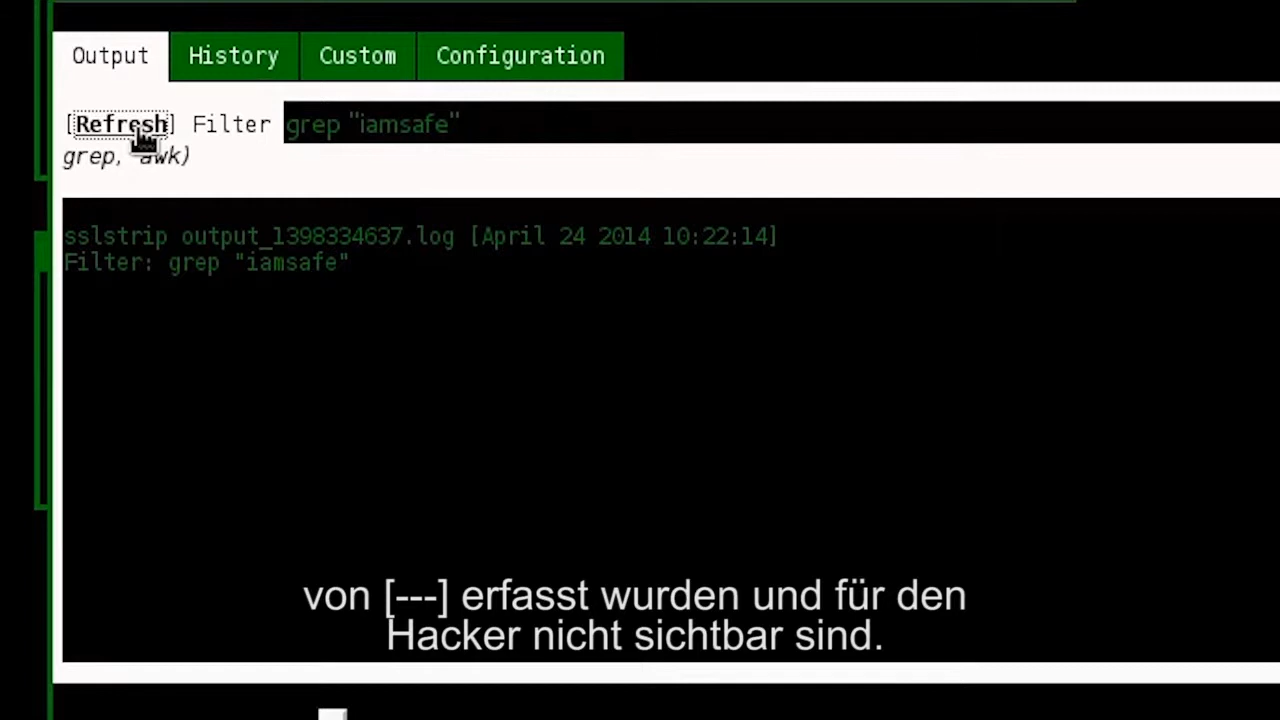 Output History Custom Configuration
[Refresh] Filter grep "iamsafe"
grep, awk)
sslstrip output_1398334637.log [April 24 2014 10:22:14]
Filter: grep "iamsafe"
von [---] erfasst wurden und für den
Hacker nicht sichtbar sind.